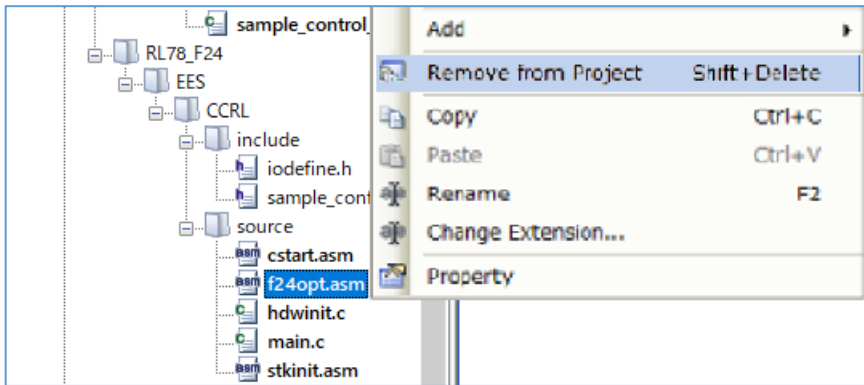 sample_control_
RL78_F24
EES
CCRL
include
iodefine.h
sample_cont
source
cstart.asm
f24opt.asm
hdwinit.c
main.c
stkinit.asm
Add
Remove from Project Shift+Delete
Copy Ctrl+C
Paste Ctrl+V
Rename F2
Change Extension...
Property